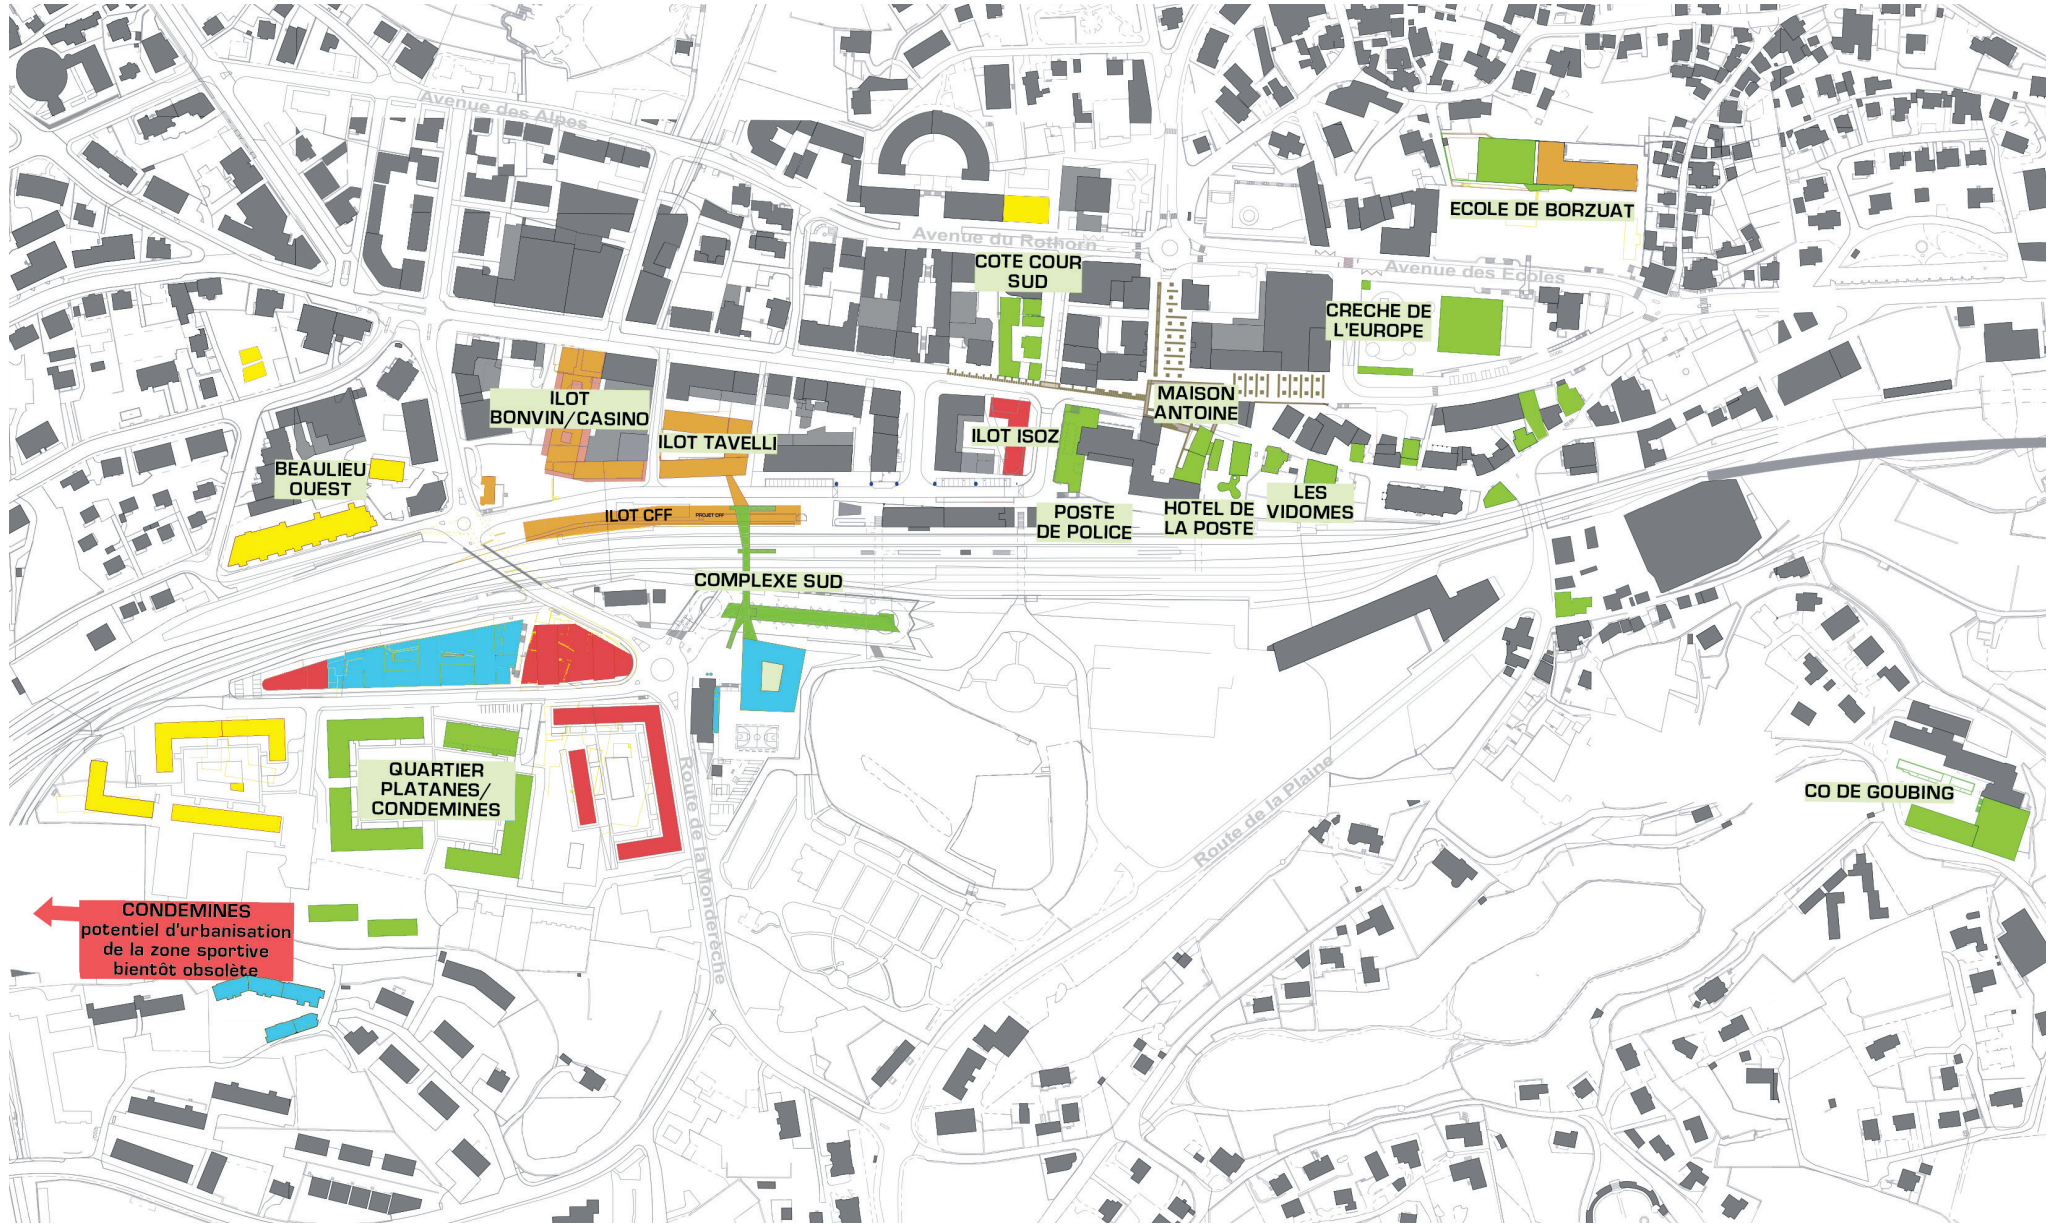 Avenue des Alpes
ECOLE DE BORZUAT
Avenue du Rothorn
COTE COUR
SUD
Avenue des Ecoles
CRECHE DE
L'EUROPE
ILOT
BONVIN/CASINO
MAISON
ANTOINE
ILOT TAVELLI
ILOT ISOZ
BEAULIEU
OUEST
LES
VIDOMES
HOTEL DE
LA POSTE
POSTE
DE POLICE
ILOT CFF
PROJET CFF
COMPLEXE SUD
QUARTIER
PLATANES/
CONDEMINES
Route de la Monderèche
Route de la Plaine
CO DE GOUBING
CONDEMINES
potentiel d'urbanisation
de la zone sportive
bientôt obsolète